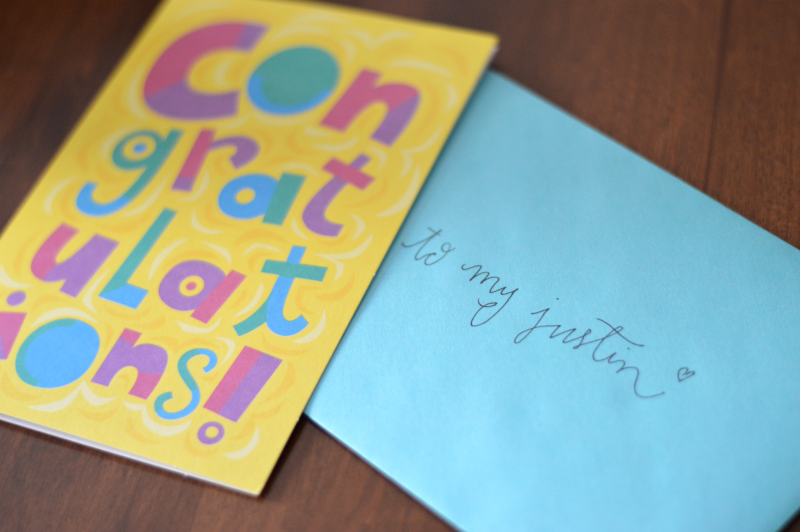 Con
grat
ulat
ions!
to my justin ♡